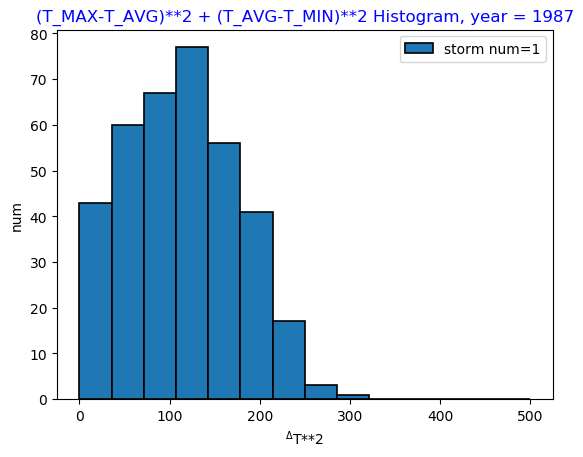 (T_MAX-T_AVG)**2 + (T_AVG-T_MIN)**2 Histogram, year = 1987
storm num=1
80
70
60
50
40
30
20
10
0
num
0 100 200 300 400 500
ΔT**2